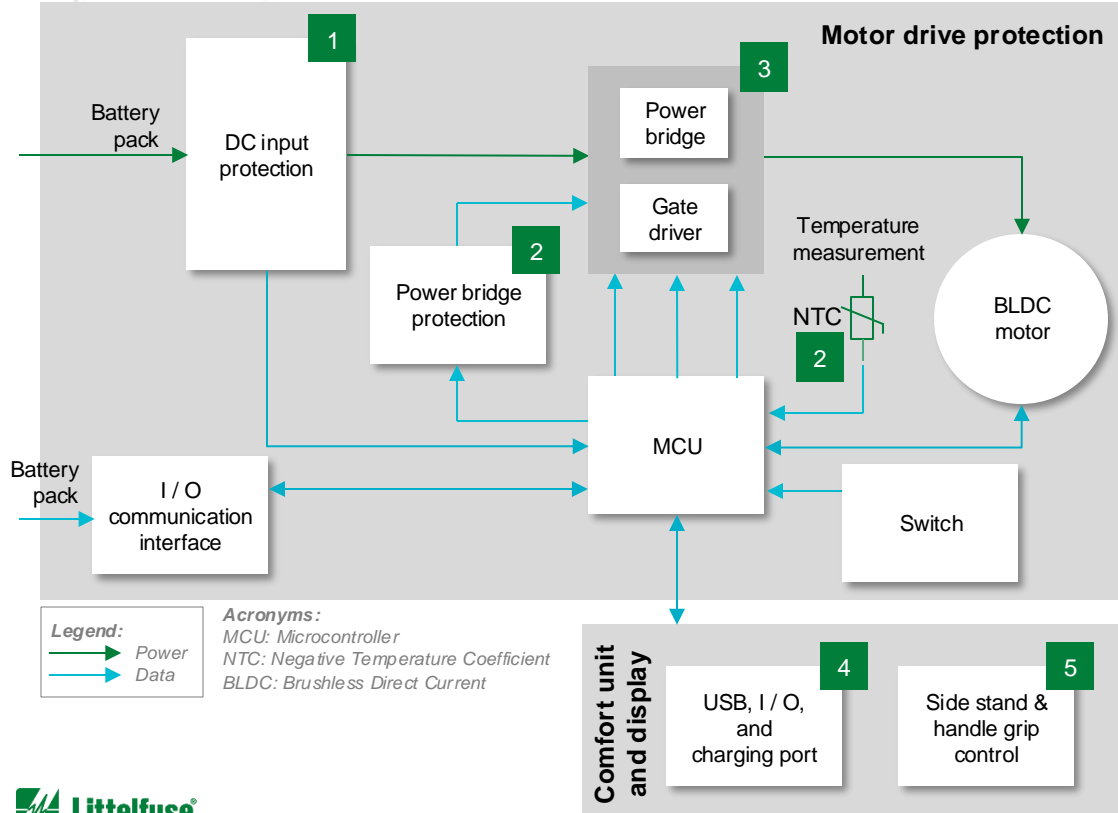 Motor drive protection
1
3
Battery
pack
DC input
protection
Power
bridge
Gate
driver
2
Power bridge
protection
Temperature
measurement
NTC
2
BLDC
motor
MCU
Battery
pack
I / O
communication
interface
Switch
Legend:
Power
Data
Acronyms:
MCU: Microcontroller
NTC: Negative Temperature Coefficient
BLDC: Brushless Direct Current
Comfort unit
and display
4
USB, I / O,
and
charging port
5
Side stand &
handle grip
control
Littelfuse®